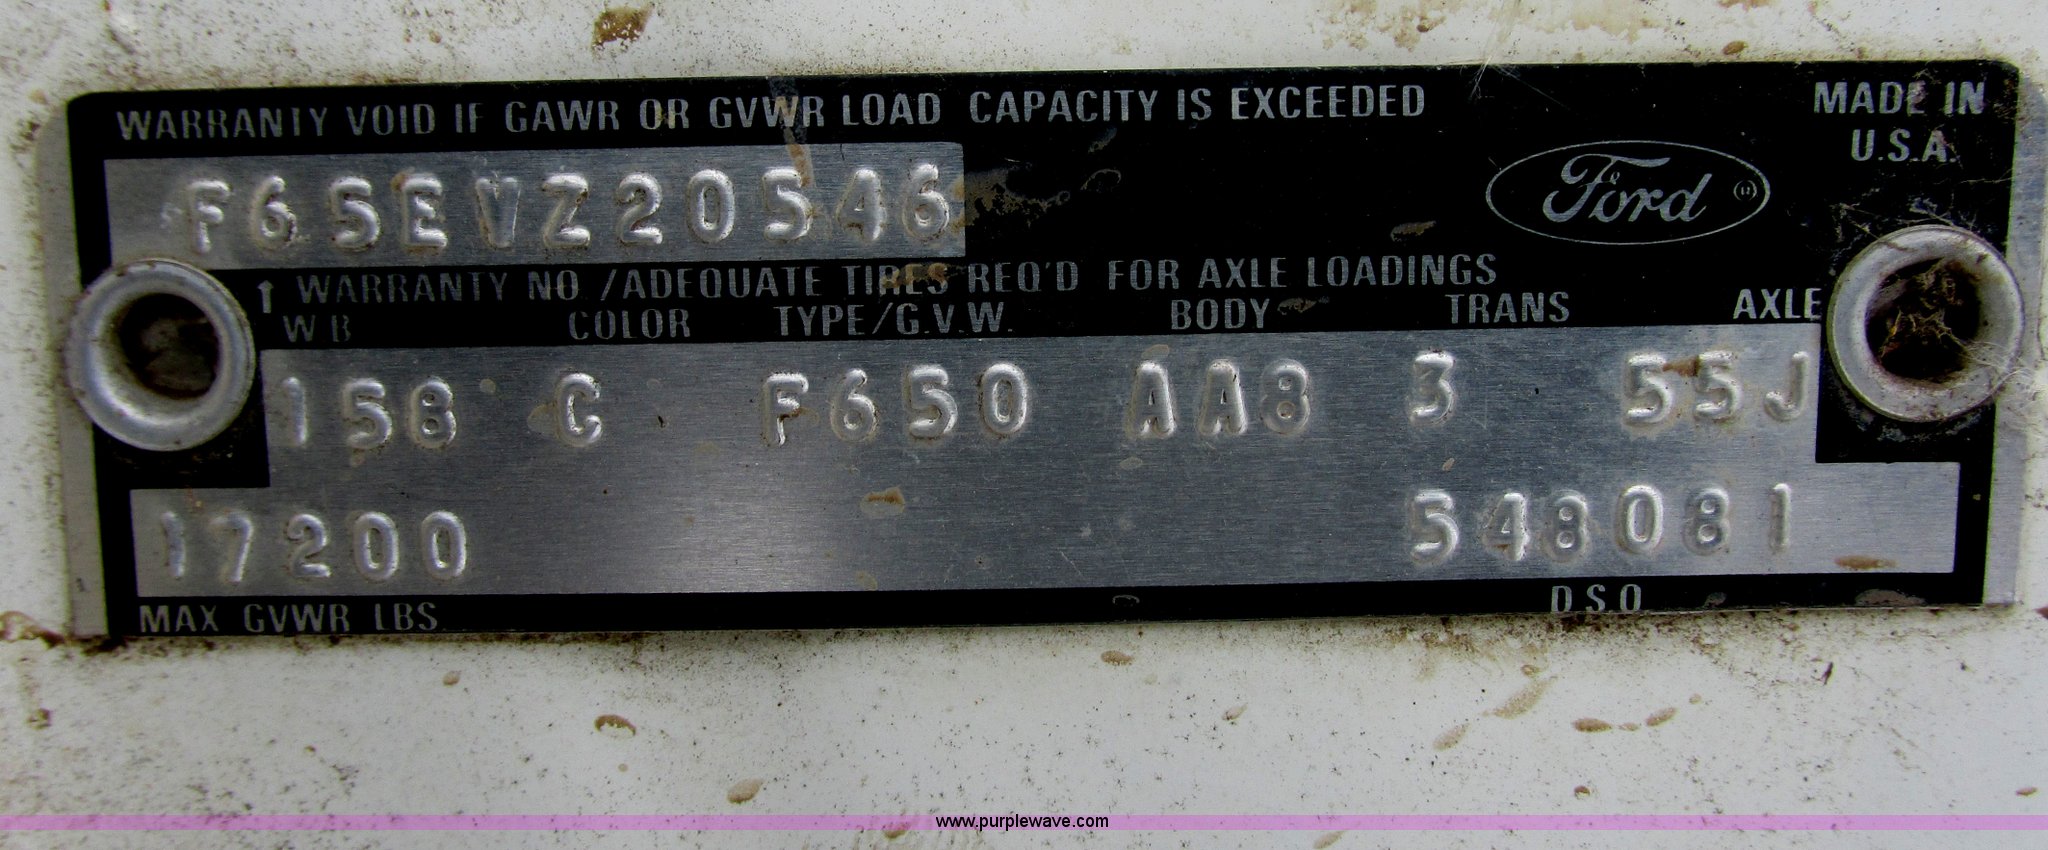 WARRANTY VOID IF GAWR OR GVWR LOAD CAPACITY IS EXCEEDED
MADE IN
U.S.A.
F65EVZ20546
Ford
↑ WARRANTY NO /ADEQUATE TIRES REQ'D FOR AXLE LOADINGS
WB COLOR TYPE/G.V.W. BODY TRANS AXLE
158 C F650 AA8 3 55J
17200 548081
MAX GVWR LBS D S O
www.purplewave.com